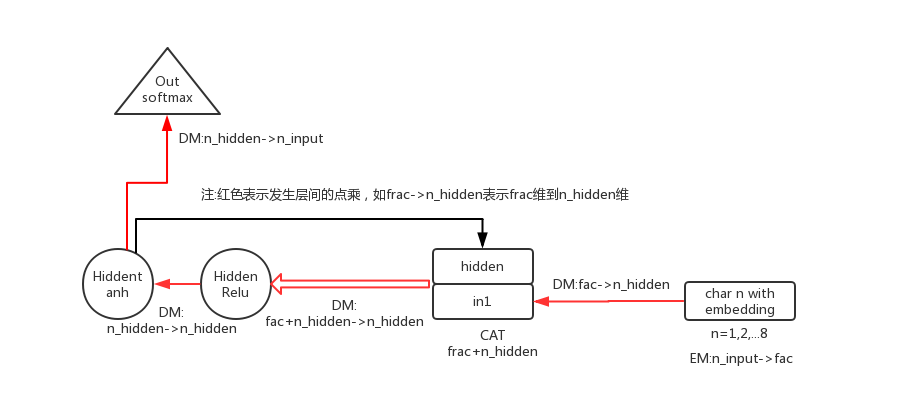 Out
softmax
DM:n_hidden->n_input
注:红色表示发生层间的点乘，如frac->n_hidden表示frac维到n_hidden维
Hiddent
anh
Hidden
Relu
DM:
n_hidden->n_hidden
DM:
fac+n_hidden->n_hidden
hidden
in1
CAT
frac+n_hidden
DM:fac->n_hidden
char n with
embedding
n=1,2,...8
EM:n_input->fac